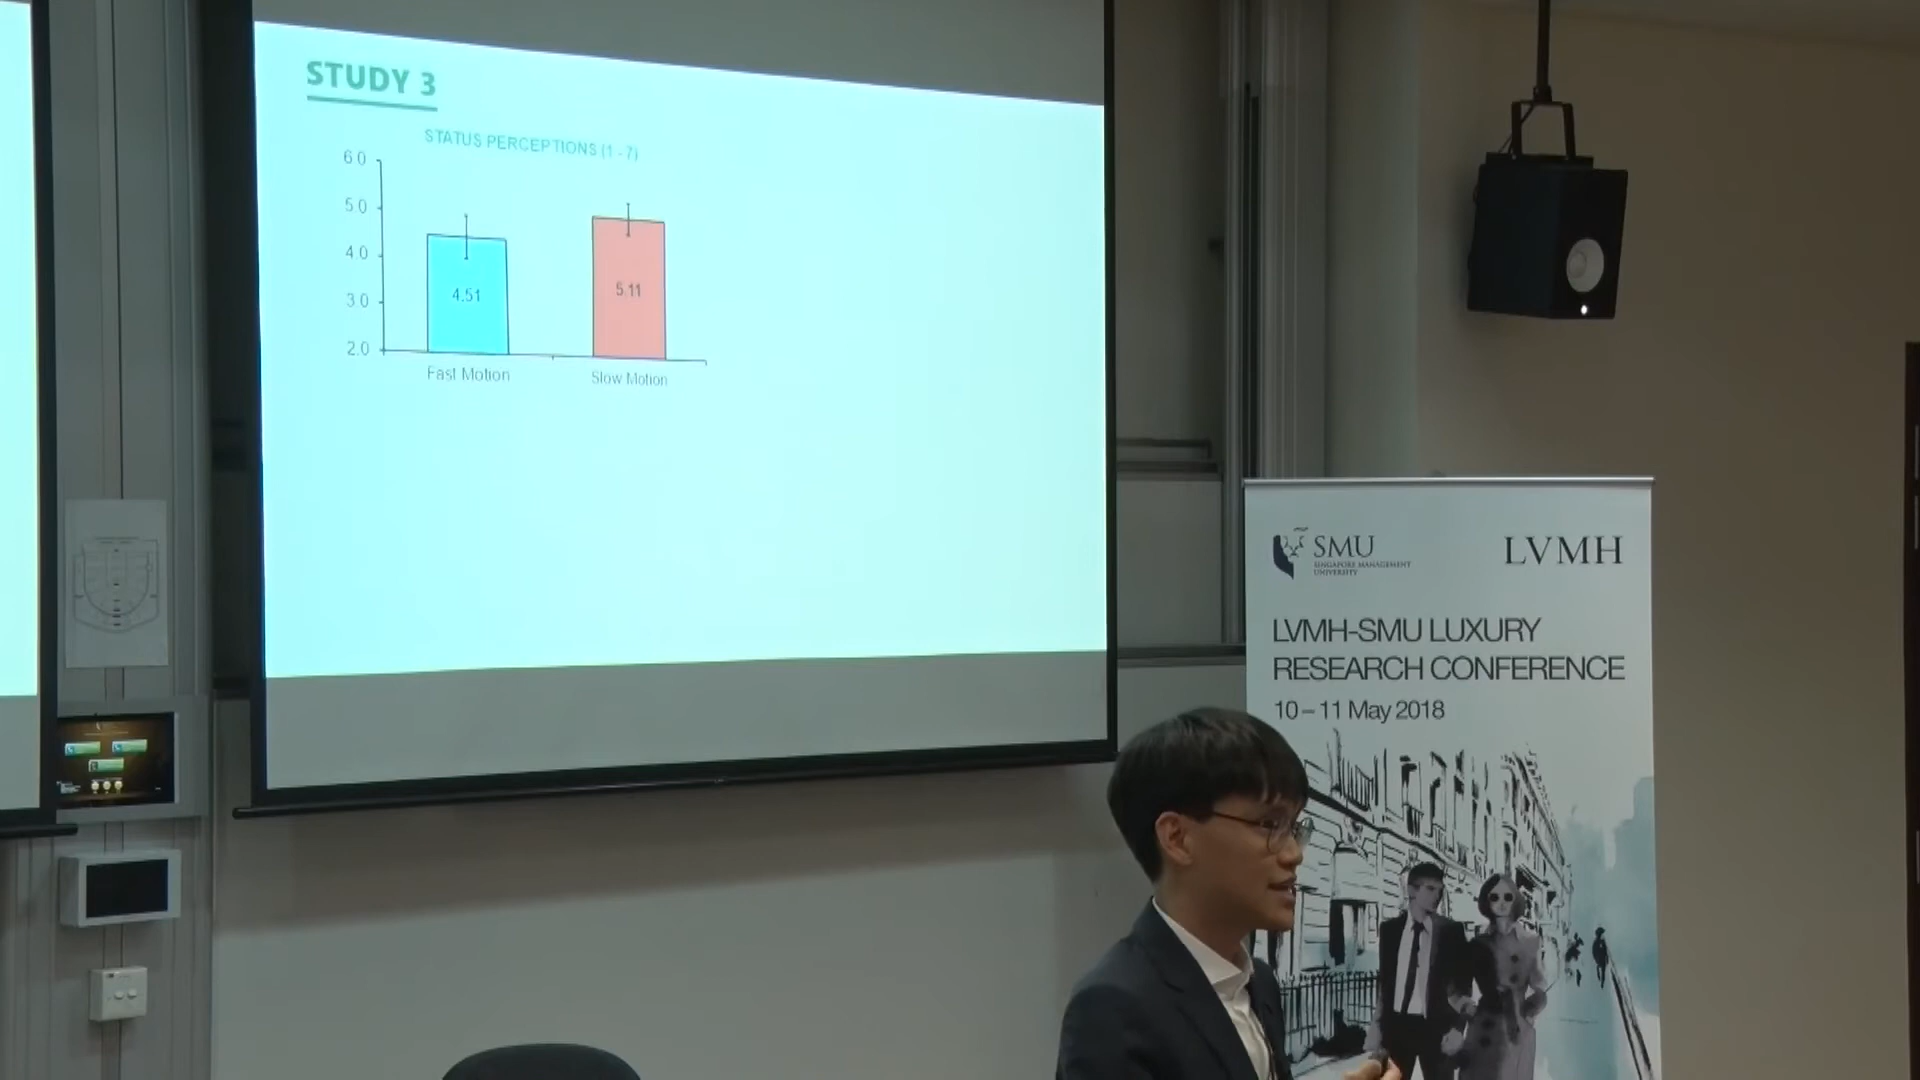 STUDY 3
STATUS PERCEPTIONS (1 - 7)
6.0
5.0
4.0
3.0
2.0
4.51
5.11
Fast Motion
Slow Motion
SMU
SINGAPORE MANAGEMENT
UNIVERSITY
LVMH
LVMH-SMU LUXURY
RESEARCH CONFERENCE
10 – 11 May 2018